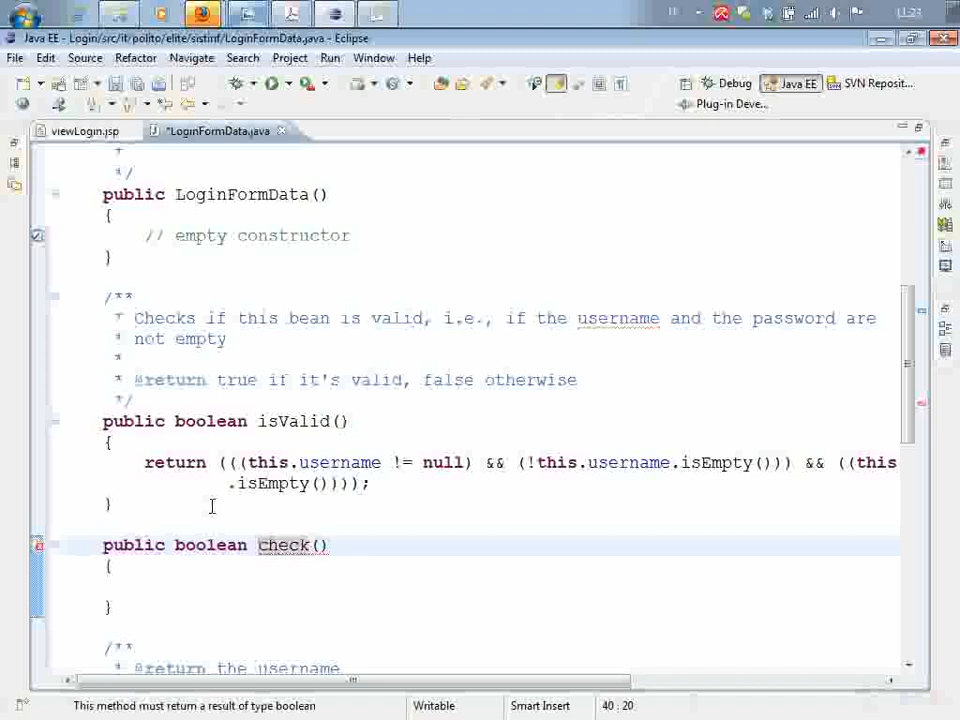 11:23
Java EE - Login/src/it/polito/elite/sistinf/LoginFormData.java - Eclipse
File Edit Source Refactor Navigate Search Project Run Window Help
Debug Java EE SVN Reposit...
Plug-in Deve...
viewLogin.jsp *LoginFormData.java
*
*/
public LoginFormData()
{
// empty constructor
}
/**
* Checks if this bean is valid, i.e., if the username and the password are
* not empty
*
* @return true if it's valid, false otherwise
*/
public boolean isValid()
{
return (((this.username != null) && (!this.username.isEmpty())) && ((this
.isEmpty())));
}
public boolean check()
{
}
/**
* @return the username
This method must return a result of type boolean Writable Smart Insert 40 : 20